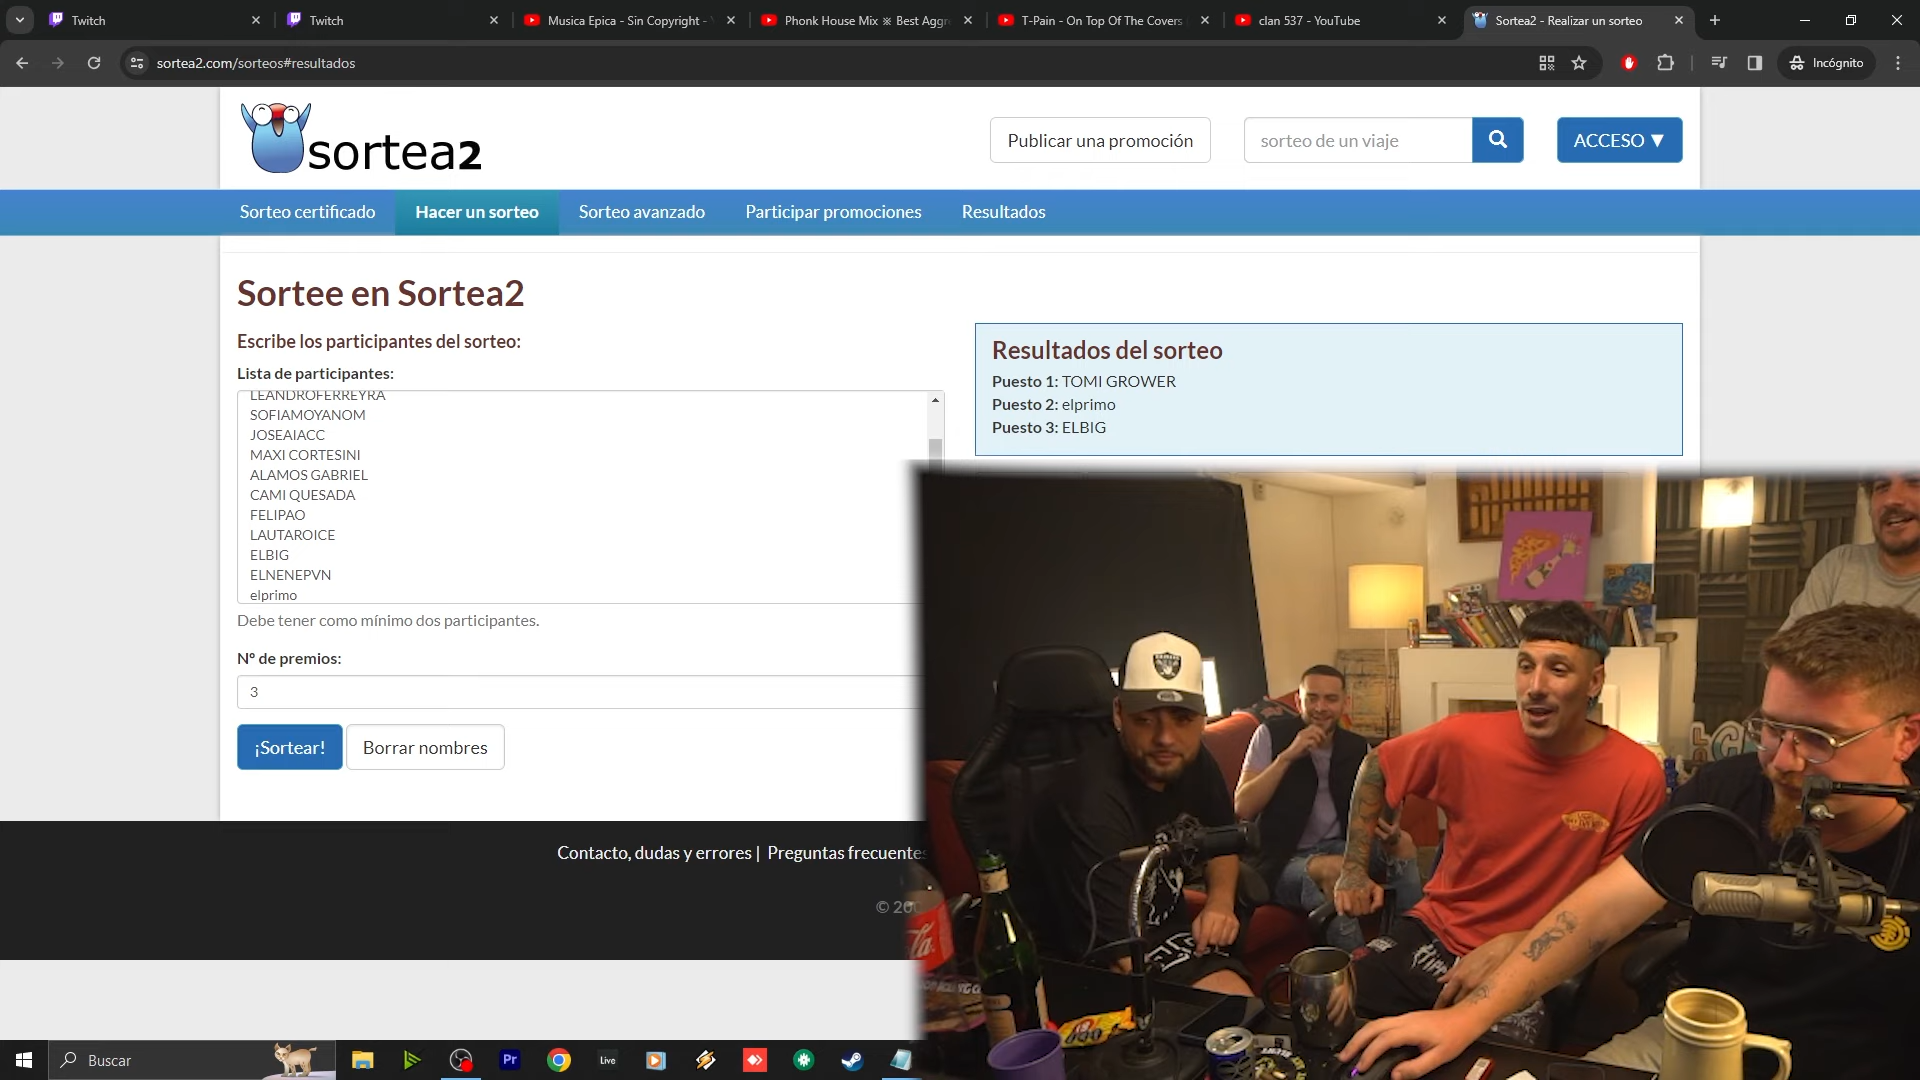 Twitch
Twitch
Musica Epica - Sin Copyright -
Phonk House Mix ※ Best Aggr
T-Pain - On Top Of The Covers
clan 537 - YouTube
Sortea2 - Realizar un sorteo
sortea2.com/sorteos#resultados
Incógnito
sortea2
Publicar una promoción
sorteo de un viaje
ACCESO ▼
Sorteo certificado
Hacer un sorteo
Sorteo avanzado
Participar promociones
Resultados
Sortee en Sortea2
Escribe los participantes del sorteo:
Lista de participantes:
LEANDROFERREYRA
SOFIAMOYANOM
JOSEAIACC
MAXI CORTESINI
ALAMOS GABRIEL
CAMI QUESADA
FELIPAO
LAUTAROICE
ELBIG
ELNENEPVN
elprimo
Debe tener como mínimo dos participantes.
Nº de premios:
3
¡Sortear!
Borrar nombres
Resultados del sorteo
Puesto 1: TOMI GROWER
Puesto 2: elprimo
Puesto 3: ELBIG
Contacto, dudas y errores |
Preguntas frecuentes
© 20
Buscar
Pr
Live